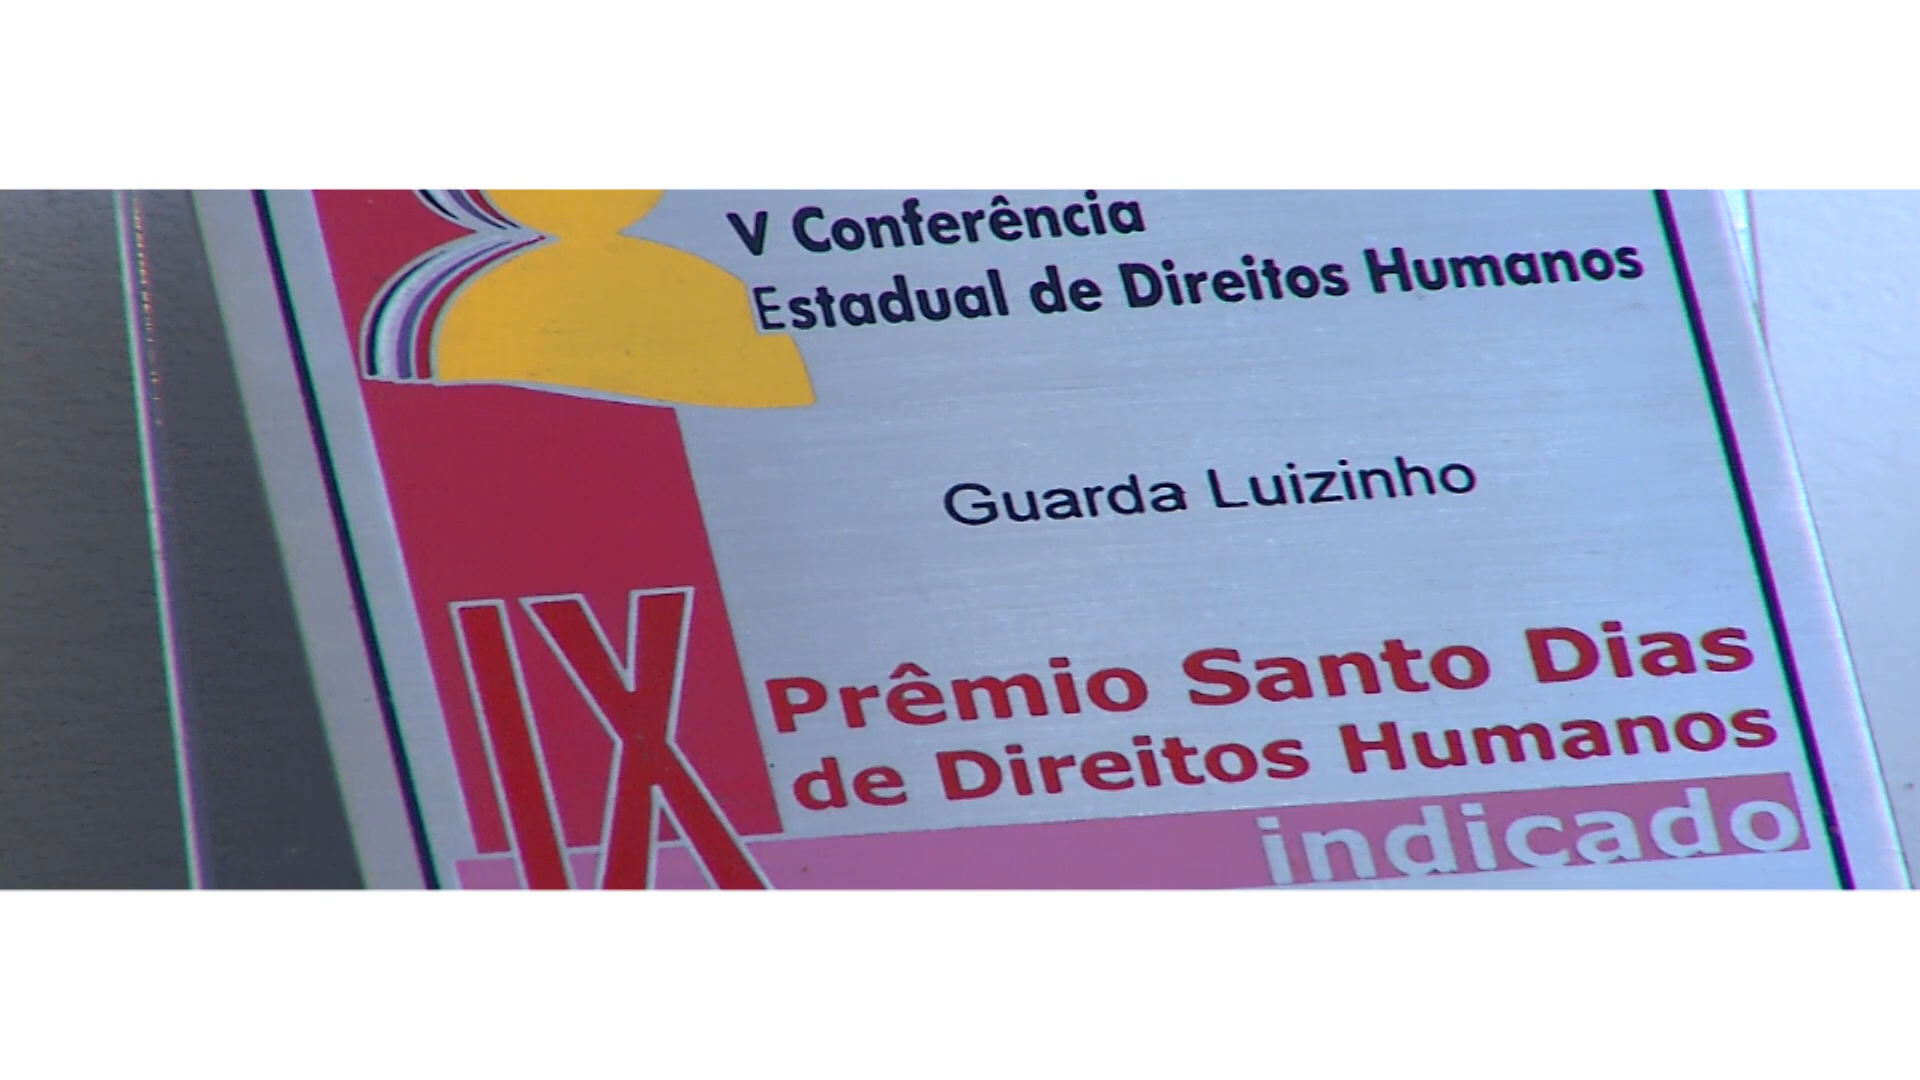 V Conferência
Estadual de Direitos Humanos
Guarda Luizinho
IX
Prêmio Santo Dias
de Direitos Humanos
indicado